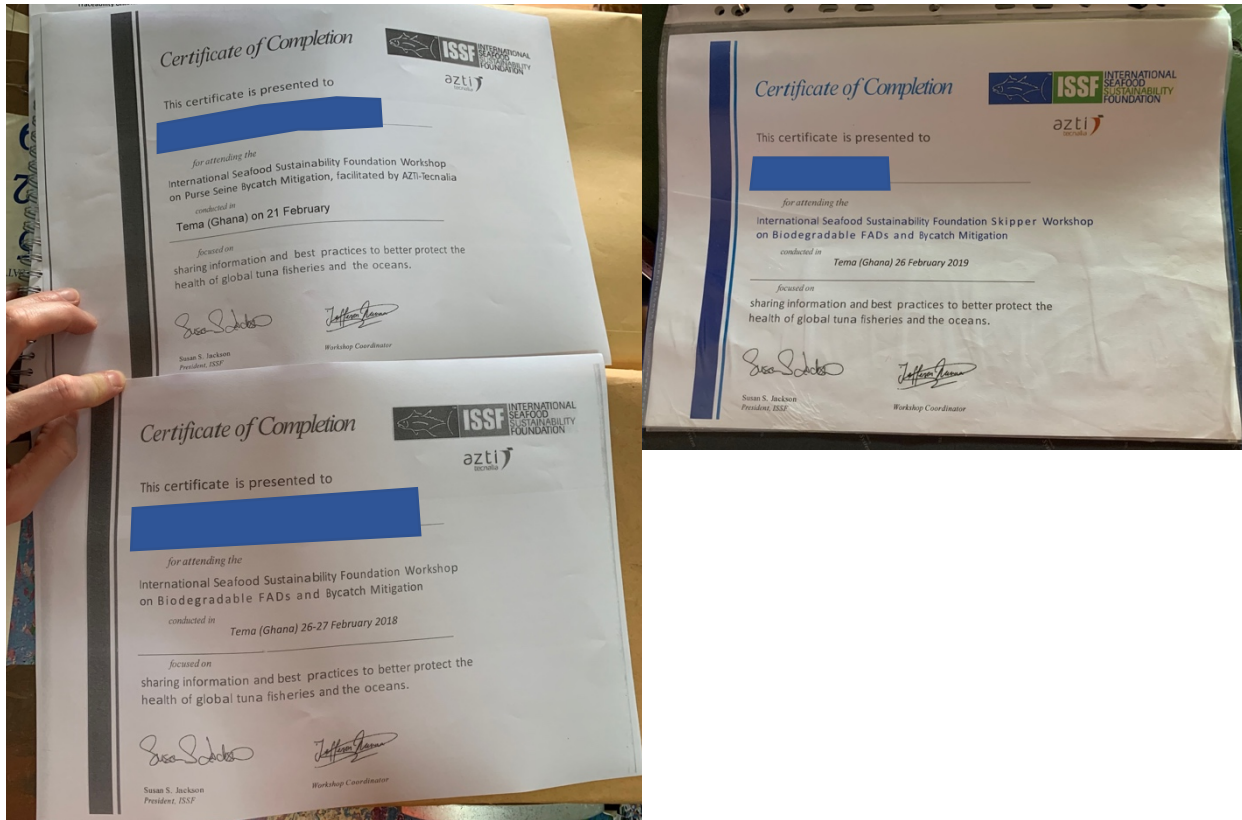 Certificate of Completion
ISSF INTERNATIONAL
SEAFOOD
SUSTAINABILITY
FOUNDATION
azti
tecnalia
This certificate is presented to
for attending the
International Seafood Sustainability Foundation Workshop
on Purse Seine Bycatch Mitigation, facilitated by AZTI-Tecnalia
conducted in
Tema (Ghana) on 21 February
focused on
sharing information and best practices to better protect the
health of global tuna fisheries and the oceans.
Susan S. Jackson
President, ISSF
Workshop Coordinator
Certificate of Completion
ISSF INTERNATIONAL
SEAFOOD
SUSTAINABILITY
FOUNDATION
azti
tecnalia
This certificate is presented to
for attending the
International Seafood Sustainability Foundation Workshop
on Biodegradable FADs and Bycatch Mitigation
conducted in
Tema (Ghana) 26-27 February 2018
focused on
sharing information and best practices to better protect the
health of global tuna fisheries and the oceans.
Susan S. Jackson
President, ISSF
Workshop Coordinator
Certificate of Completion
ISSF INTERNATIONAL
SEAFOOD
SUSTAINABILITY
FOUNDATION
azti
tecnalia
This certificate is presented to
for attending the
International Seafood Sustainability Foundation Skipper Workshop
on Biodegradable FADs and Bycatch Mitigation
conducted in
Tema (Ghana) 26 February 2019
focused on
sharing information and best practices to better protect the
health of global tuna fisheries and the oceans.
Susan S. Jackson
President, ISSF
Workshop Coordinator